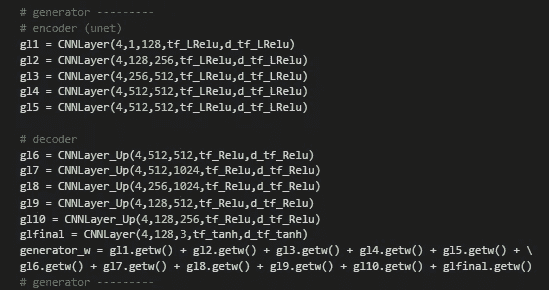 # generator ---------
# encoder (unet)
gl1 = CNNLayer(4,1,128,tf_LRelu,d_tf_LRelu)
gl2 = CNNLayer(4,128,256,tf_LRelu,d_tf_LRelu)
gl3 = CNNLayer(4,256,512,tf_LRelu,d_tf_LRelu)
gl4 = CNNLayer(4,512,512,tf_LRelu,d_tf_LRelu)
gl5 = CNNLayer(4,512,512,tf_LRelu,d_tf_LRelu)
# decoder
gl6 = CNNLayer_Up(4,512,512,tf_Relu,d_tf_Relu)
gl7 = CNNLayer_Up(4,512,1024,tf_Relu,d_tf_Relu)
gl8 = CNNLayer_Up(4,256,1024,tf_Relu,d_tf_Relu)
gl9 = CNNLayer_Up(4,128,512,tf_Relu,d_tf_Relu)
gl10 = CNNLayer_Up(4,128,256,tf_Relu,d_tf_Relu)
glfinal = CNNLayer(4,128,3,tf_tanh,d_tf_tanh)
generator_w = gl1.getw() + gl2.getw() + gl3.getw() + gl4.getw() + gl5.getw() + \
gl6.getw() + gl7.getw() + gl8.getw() + gl9.getw() + gl10.getw() + glfinal.getw()
# generator ---------